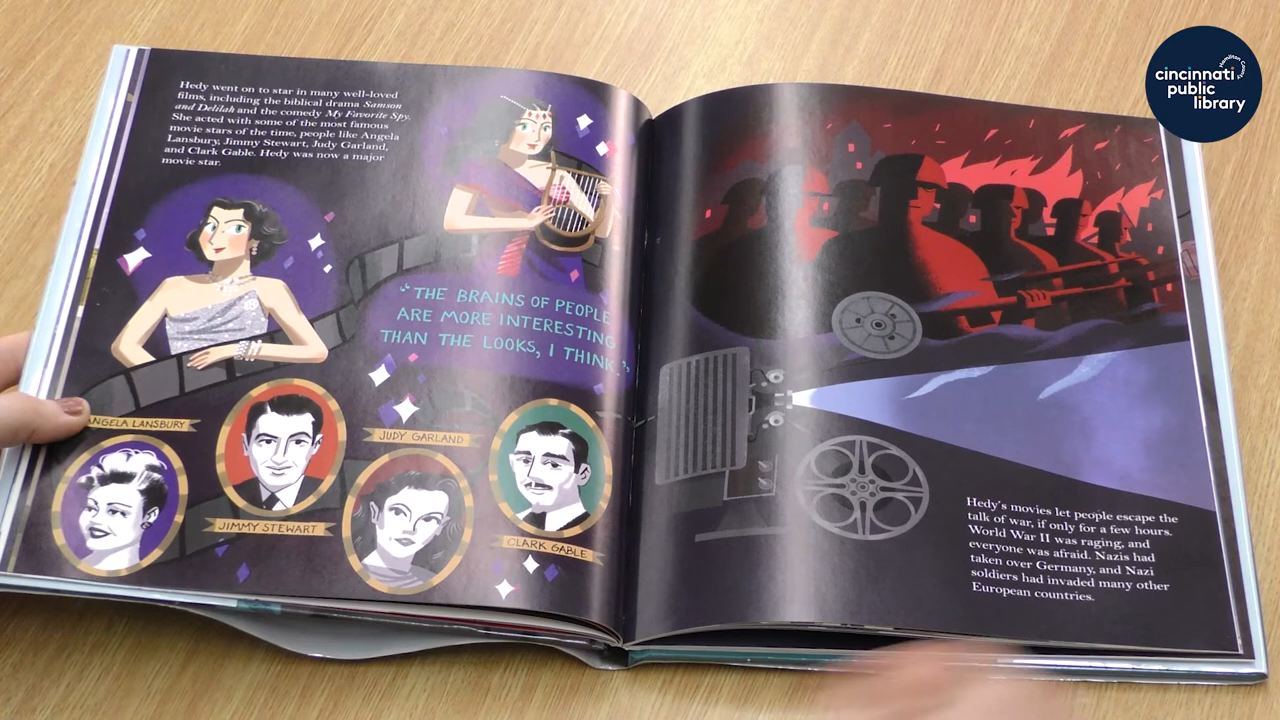 Hedy went on to star in many well-loved
films, including the biblical drama Samson
and Delilah and the comedy My Favorite Spy.
She acted with some of the most famous
movie stars of the time, people like Angela
Lansbury, Jimmy Stewart, Judy Garland,
and Clark Gable. Hedy was now a major
movie star.
“THE BRAINS OF PEOPLE
ARE MORE INTERESTING
THAN THE LOOKS, I THINK.”
ANGELA LANSBURY
JIMMY STEWART
JUDY GARLAND
CLARK GABLE
Hedy's movies let people escape the
talk of war, if only for a few hours.
World War II was raging, and
everyone was afraid. Nazis had
taken over Germany, and Nazi
soldiers had invaded many other
European countries.
cincinnati
public
library
Hamilton County